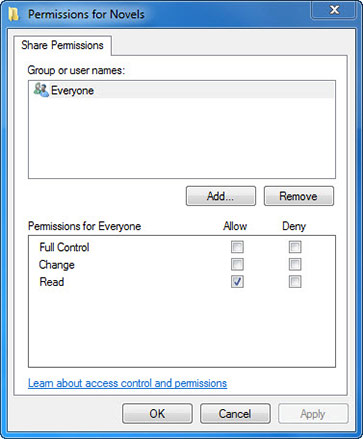 Permissions for Novels
Share Permissions
Group or user names:
Everyone
Add... Remove
Permissions for Everyone Allow Deny
Full Control
Change
Read
Learn about access control and permissions
OK Cancel Apply